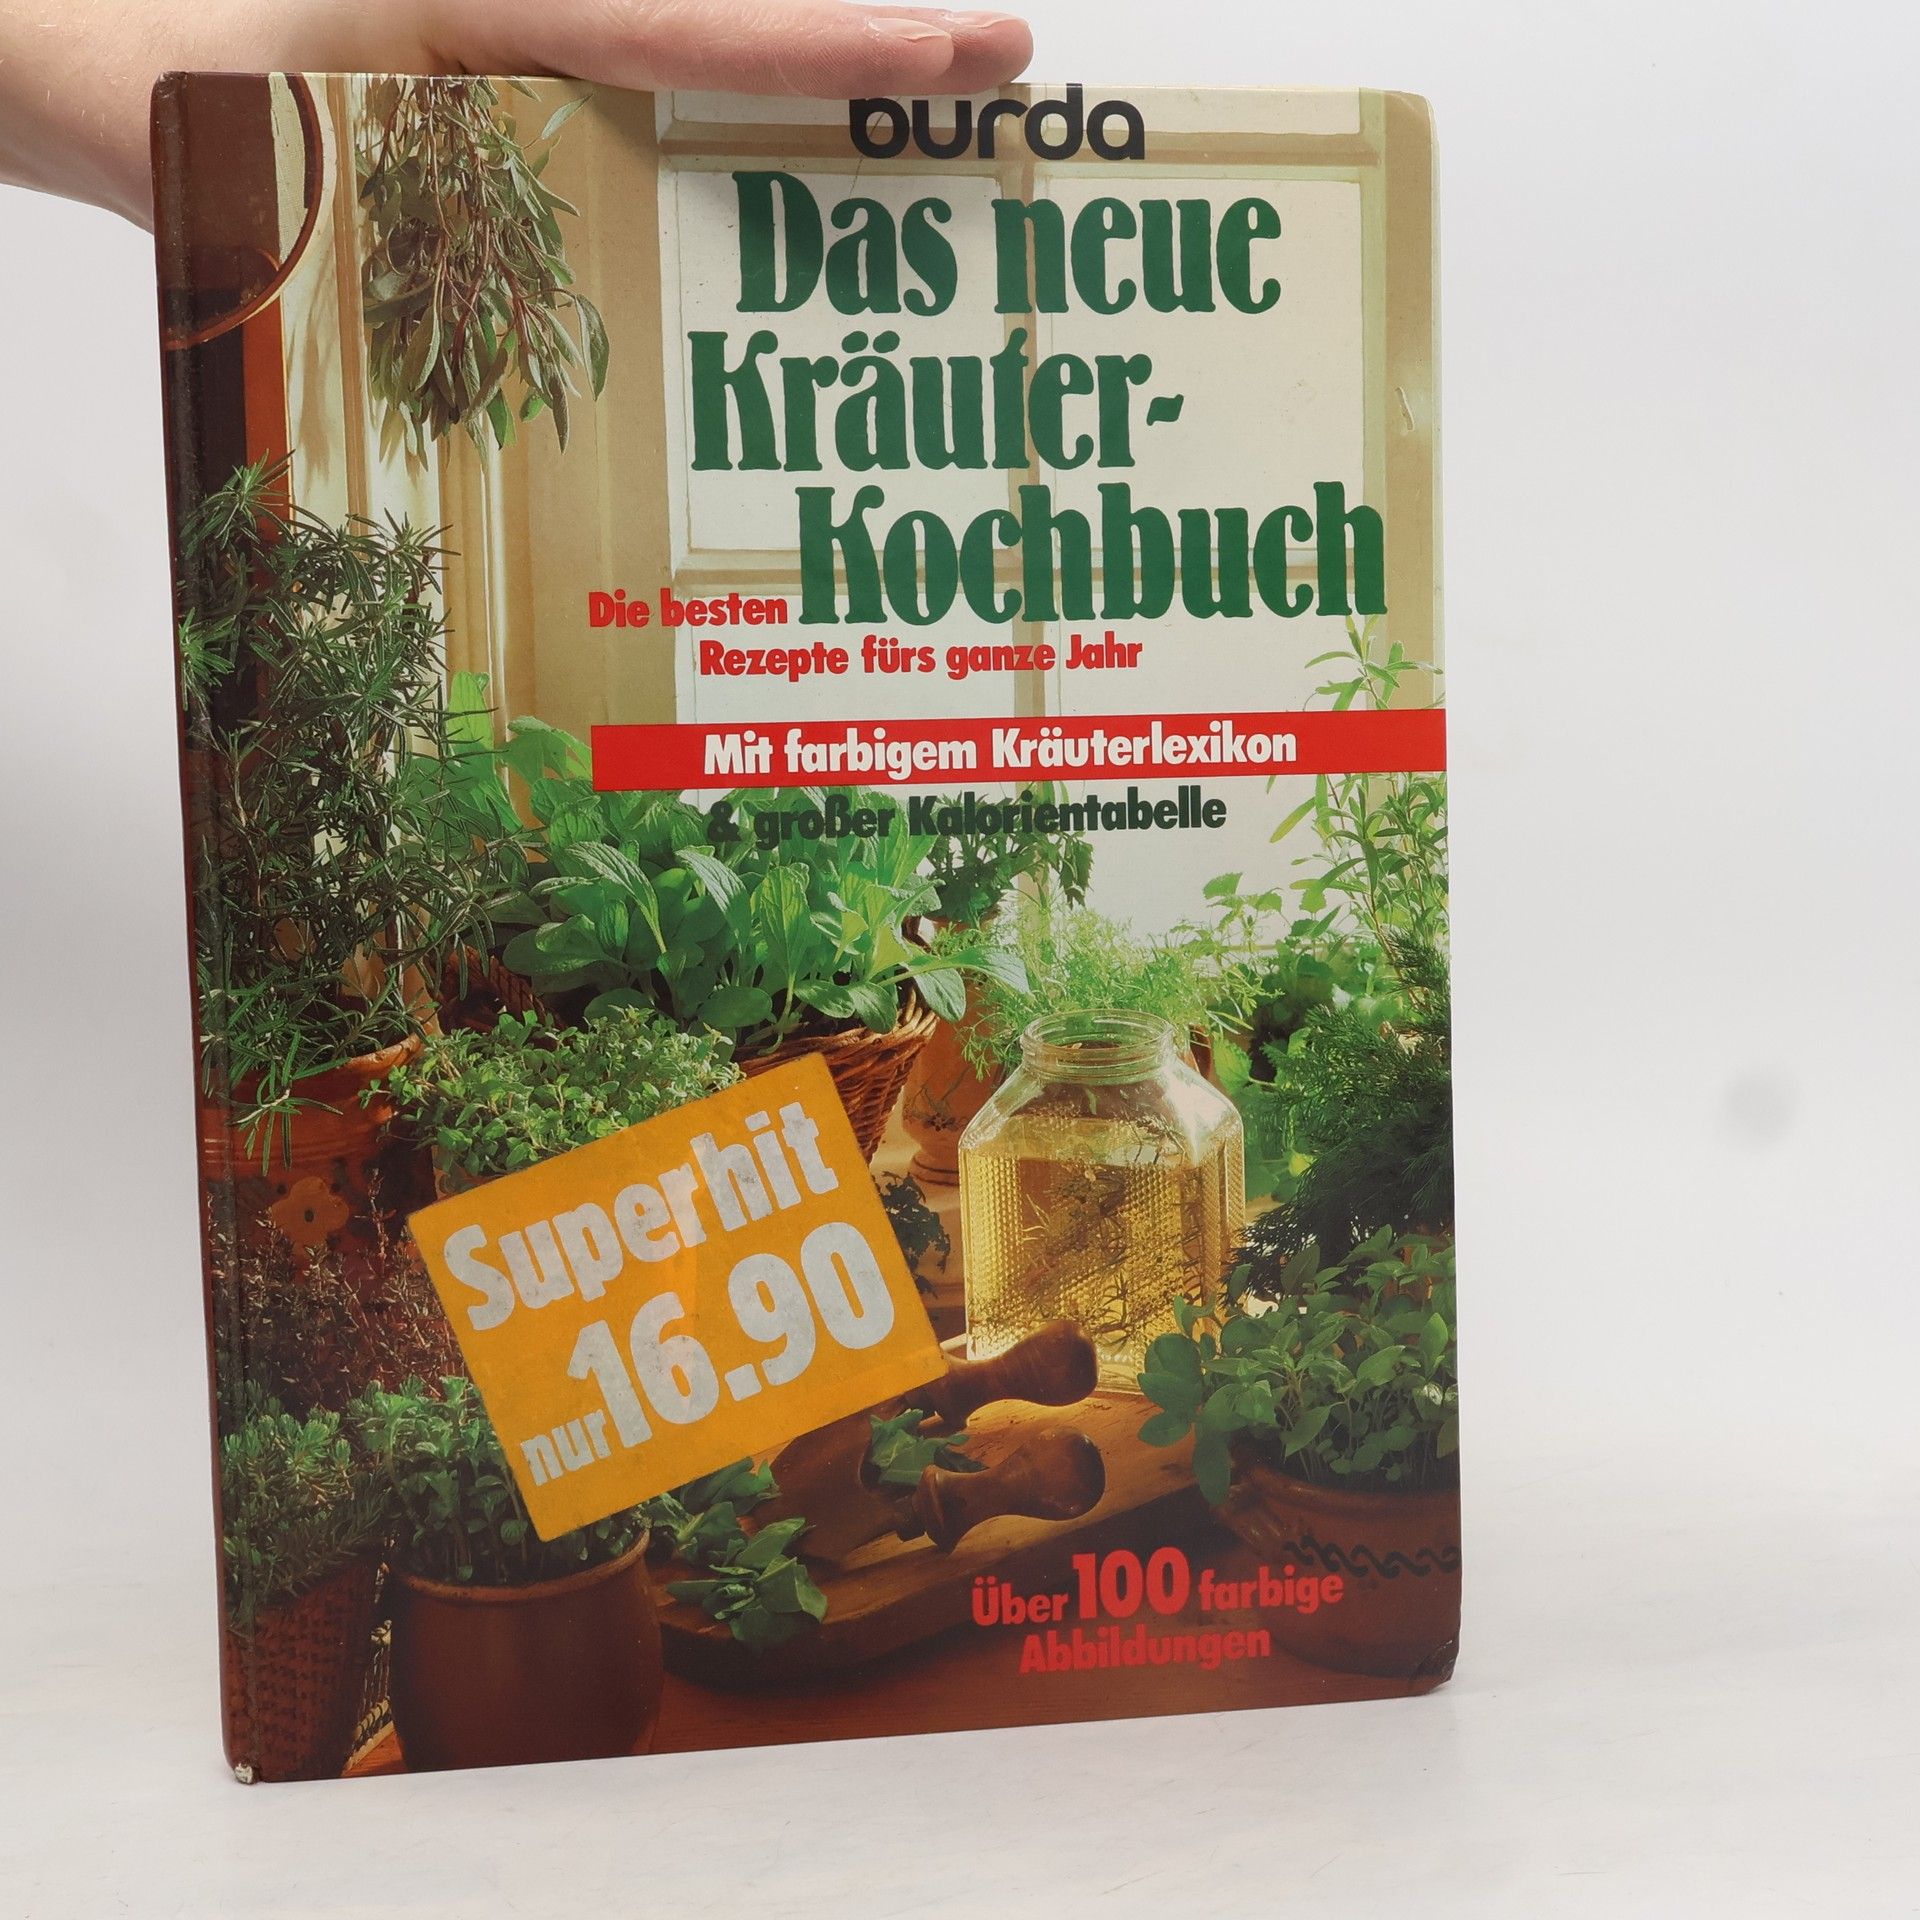 burda
Das neue
Kräuter-
Kochbuch
Die besten
Rezepte fürs ganze Jahr
Mit farbigem Kräuterlexikon
& großer Kalorientabelle
Superhit
nur 16.90
Über 100 farbige
Abbildungen